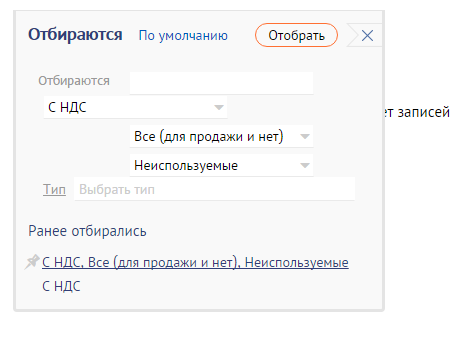 Отбираются По умолчанию Отобрать
Отбираются
С НДС
ет записей
Все (для продажи и нет)
Неиспользуемые
Тип Выбрать тип
Ранее отбирались
С НДС, Все (для продажи и нет), Неиспользуемые
С НДС